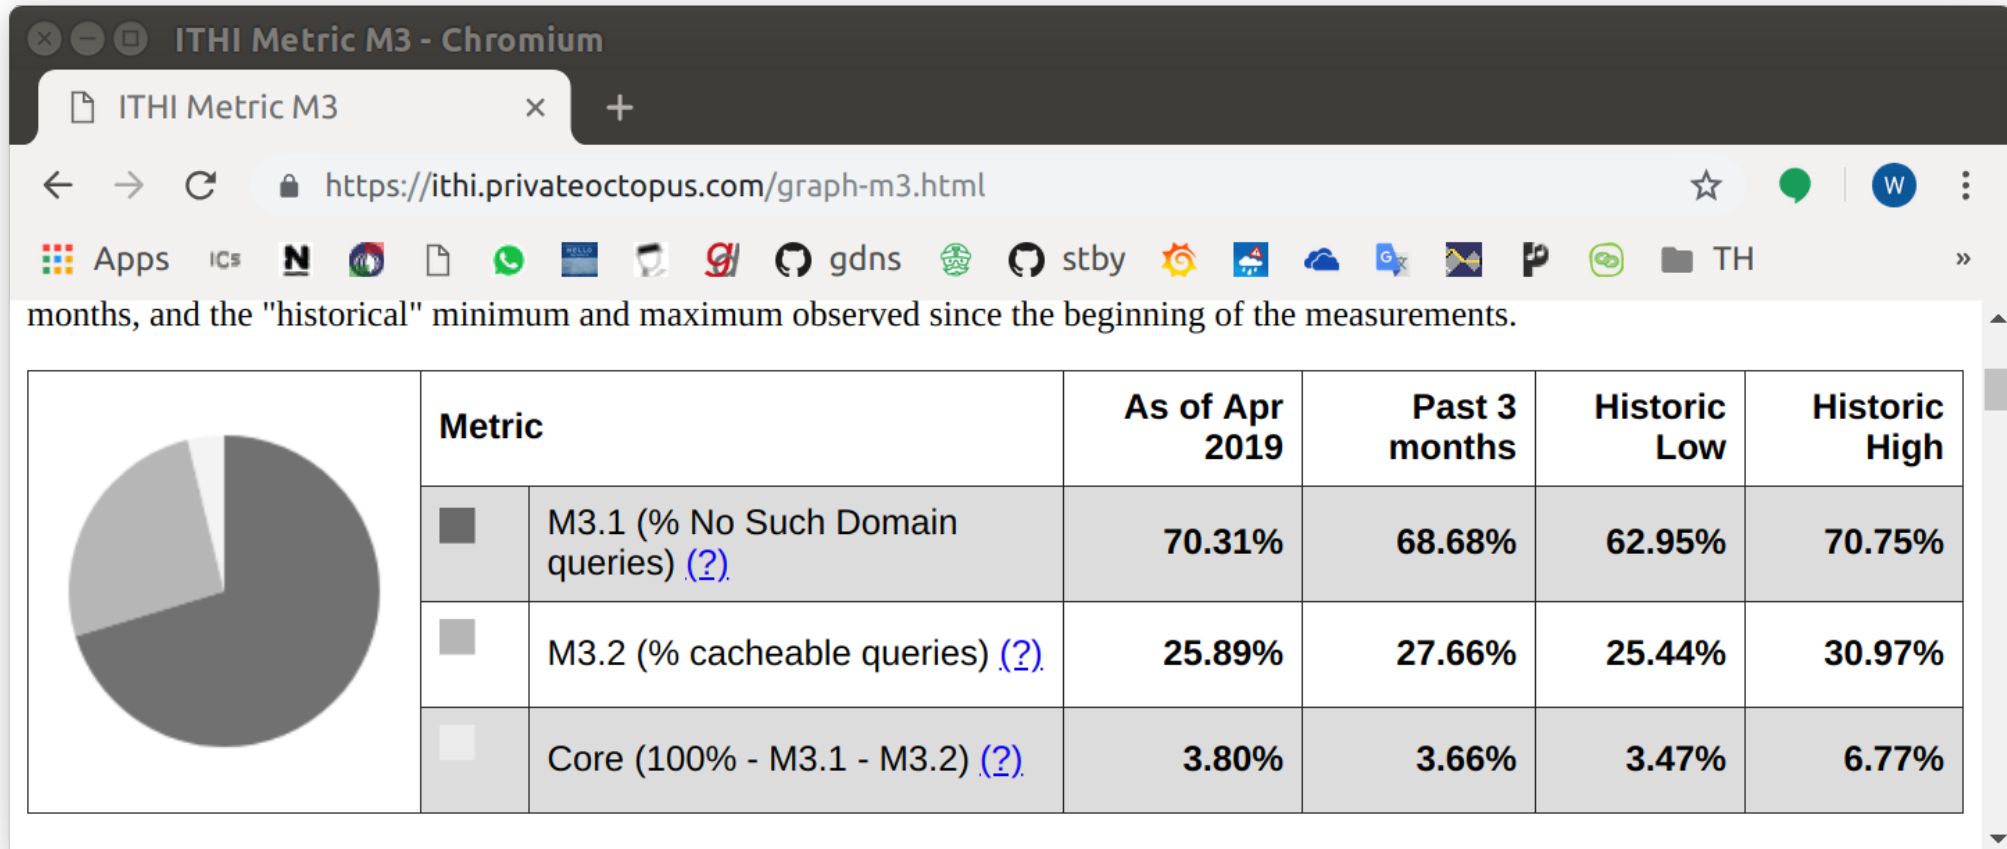 ITHI Metric M3 - Chromium
ITHI Metric M3
https://ithi.privateoctopus.com/graph-m3.html
W
Apps ICs N gdns stby TH »
months, and the "historical" minimum and maximum observed since the beginning of the measurements.
Metric
As of Apr
2019
Past 3
months
Historic
Low
Historic
High
M3.1 (% No Such Domain
queries) (?)
70.31% 68.68% 62.95% 70.75%
M3.2 (% cacheable queries) (?) 25.89% 27.66% 25.44% 30.97%
Core (100% - M3.1 - M3.2) (?) 3.80% 3.66% 3.47% 6.77%